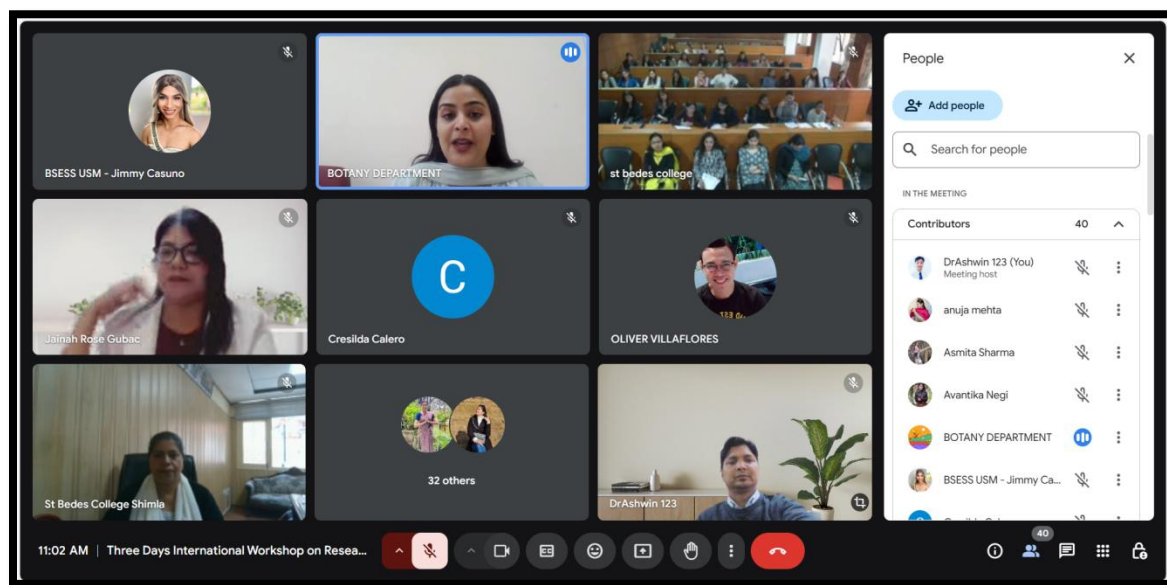 BSESS USM - Jimmy Casuno
BOTANY DEPARTMENT
st bedes college
Jainah Rose Gubac
C
Cresilda Calero
OLIVER VILLAFLORES
St Bedes College Shimla
32 others
DrAshwin 123
11:02 AM | Three Days International Workshop on Resea...
CC
40
People
Add people
Search for people
IN THE MEETING
Contributors 40
DrAshwin 123 (You)
Meeting host
anuja mehta
Asmita Sharma
Avantika Negi
BOTANY DEPARTMENT
BSESS USM - Jimmy Ca...